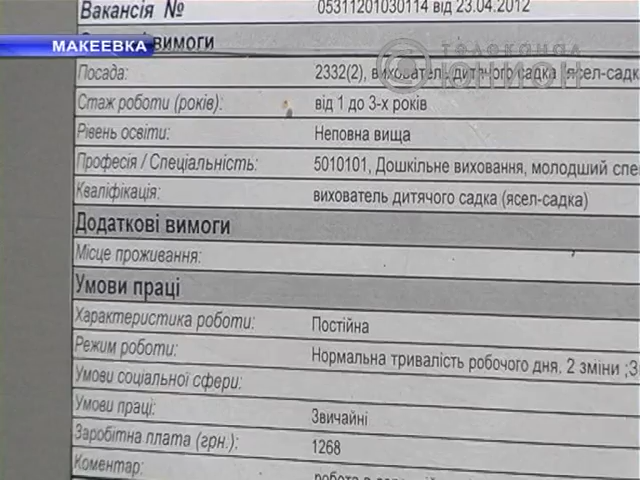 Вакансія № 05311201030114 від 23.04.2012
МАКЕЕВКА
вимоги
Телеканал
ЮНИОН
Посада: 2332(2), вихователь дитячого садка (ясел-садка
Стаж роботи (років): від 1 до 3-х років
Рівень освіти: Неповна вища
Професія / Спеціальність: 5010101, Дошкільне виховання, молодший спе
Кваліфікація: вихователь дитячого садка (ясел-садка)
Додаткові вимоги
Місце проживання:
Умови праці
Характеристика роботи: Постійна
Режим роботи: Нормальна тривалість робочого дня, 2 зміни ;З
Умови соціальної сфери:
Умови праці: Звичайні
Заробітна плата (грн.): 1268
Коментар: робота в